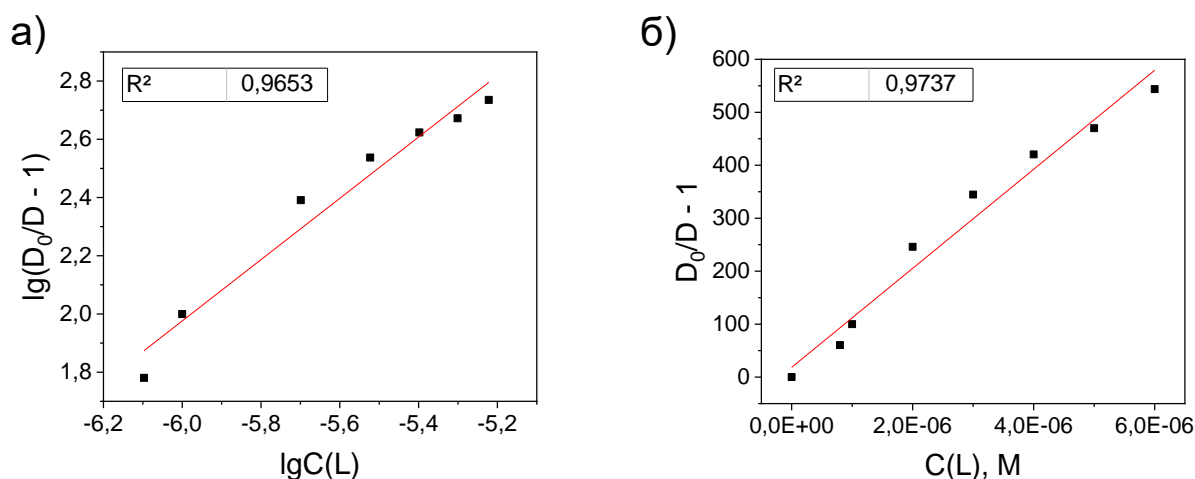 а)
R² 0,9653
lg(D₀/D - 1)
2,8
2,6
2,4
2,2
2,0
1,8
-6,2 -6,0 -5,8 -5,6 -5,4 -5,2
lgC(L)
б)
R² 0,9737
D₀/D - 1
600
500
400
300
200
100
0
0,0E+00 2,0E-06 4,0E-06 6,0E-06
C(L), M